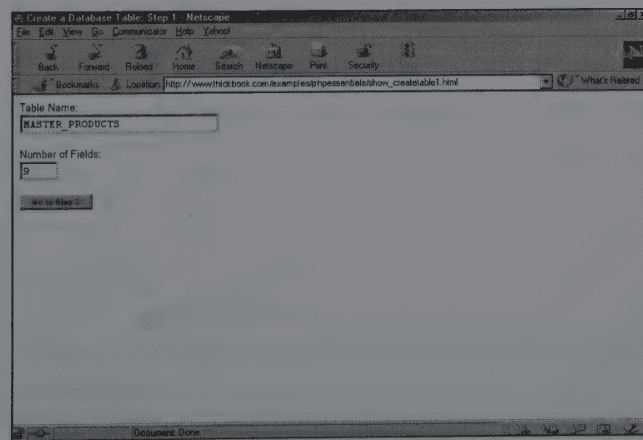 Create a Database Table: Step 1 - Netscape
File Edit View Go Communicator Help Yahoo!
Back Forward Reload Home Search Netscape Print Security
Bookmarks Location: http://www.thickbook.com/examples/phpessentials/show_createtable1.html What's Related
Table Name:
MASTER_PRODUCTS
Number of Fields:
9
Go to Step 2
Document: Done